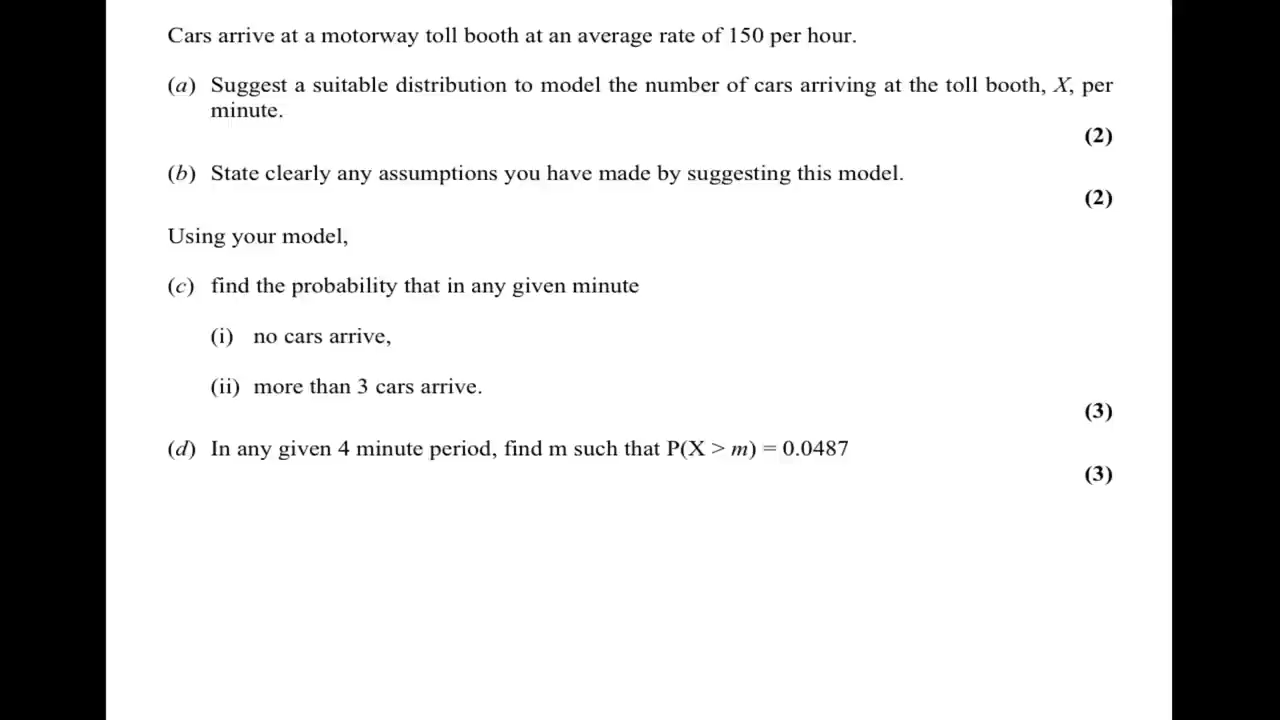 Cars arrive at a motorway toll booth at an average rate of 150 per hour.
(a) Suggest a suitable distribution to model the number of cars arriving at the toll booth, X, per
minute.
(2)
(b) State clearly any assumptions you have made by suggesting this model.
(2)
Using your model,
(c) find the probability that in any given minute
(i) no cars arrive,
(ii) more than 3 cars arrive.
(3)
(d) In any given 4 minute period, find m such that P(X > m) = 0.0487
(3)